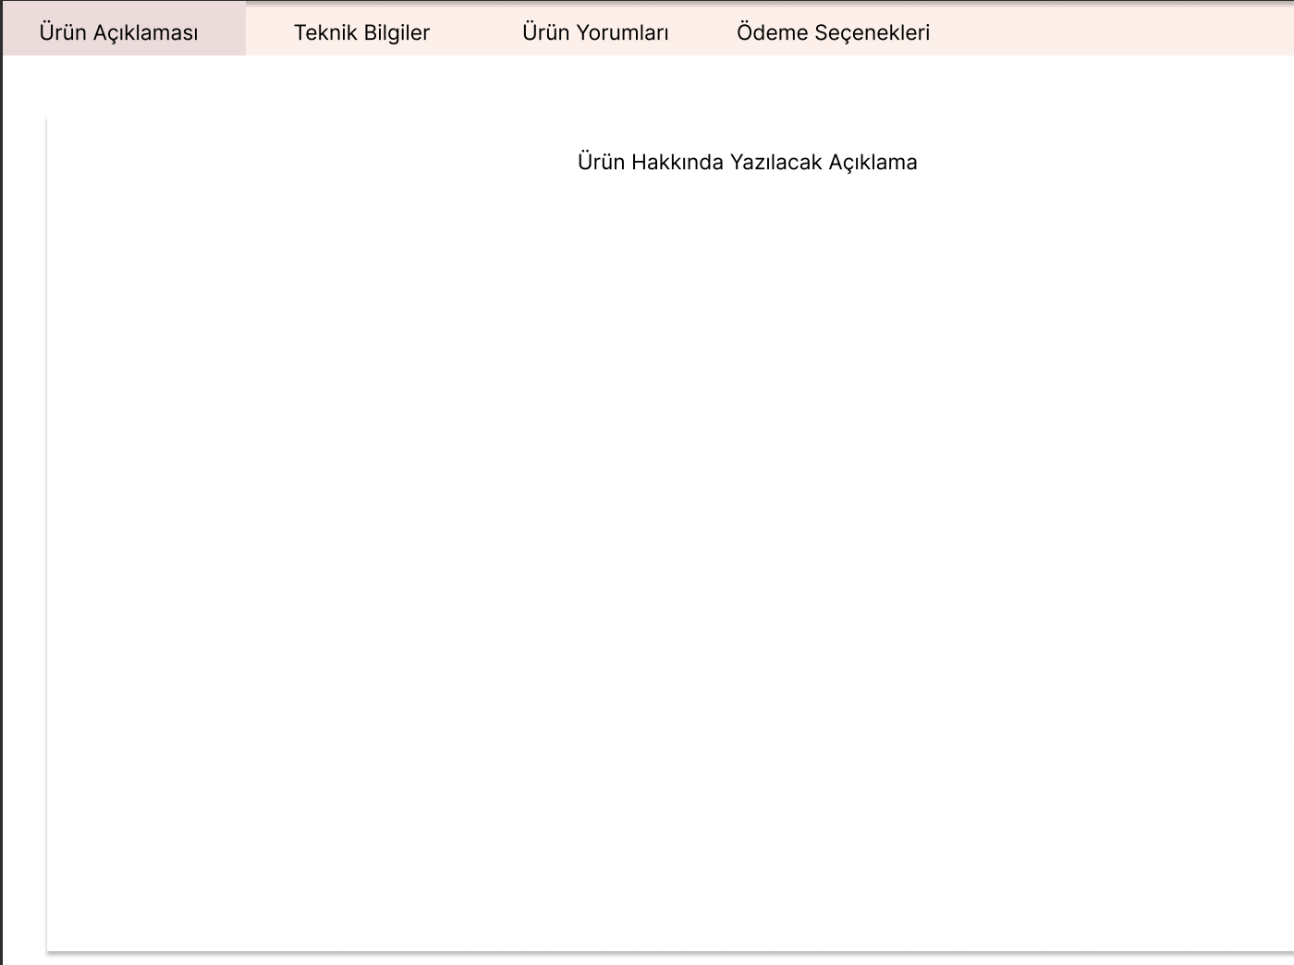 Ürün Açıklaması Teknik Bilgiler Ürün Yorumları Ödeme Seçenekleri
Ürün Hakkında Yazılacak Açıklama